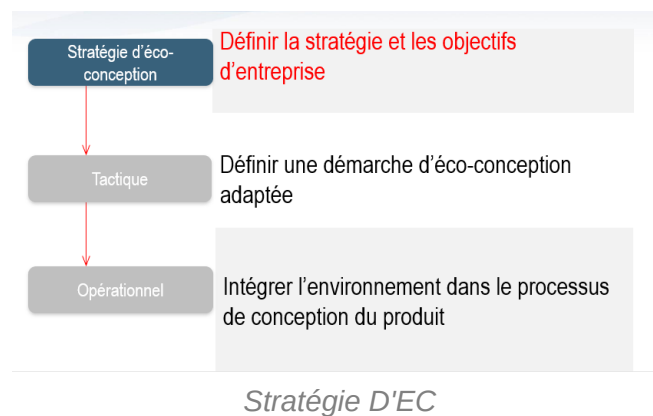 Stratégie d'éco-
conception
Définir la stratégie et les objectifs
d'entreprise
Tactique
Définir une démarche d'éco-conception
adaptée
Opérationnel
Intégrer l'environnement dans le processus
de conception du produit
Stratégie D'EC